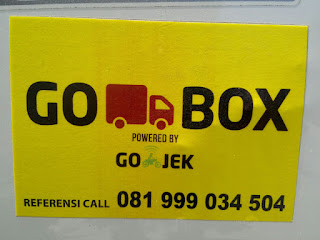 GO BOX
POWERED BY
GO JEK
REFERENSI CALL 081 999 034 504